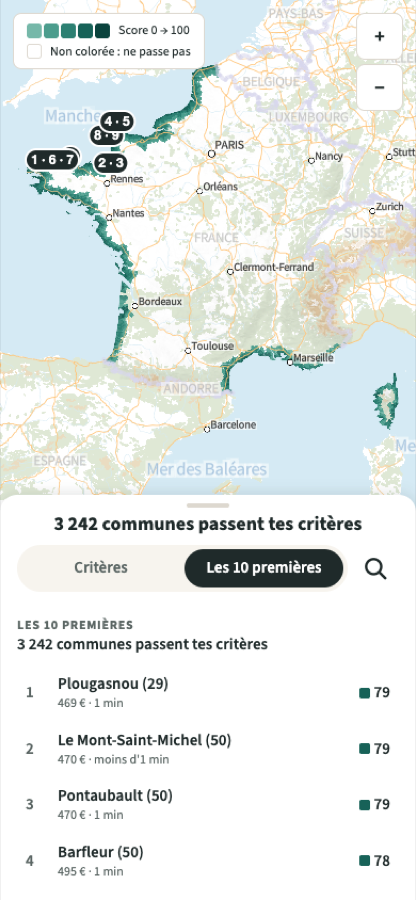 Score 0 → 100
Non colorée : ne passe pas
+
−
PAYS-BAS
BELGIQUE
LUXEMBOURG
Manche
4 · 5
8 · 9
1 · 6 · 7
2 · 3
PARIS
Nancy
Stutt
Rennes
Orléans
Nantes
Zurich
FRANCE
SUISSE
Clermont-Ferrand
Bordeaux
Toulouse
Marseille
ANDORRE
Barcelone
ESPAGNE
Mer des Baléares
Me
3 242 communes passent tes critères
Critères
Les 10 premières
LES 10 PREMIÈRES
3 242 communes passent tes critères
1 Plougasnou (29) 79
469 € · 1 min
2 Le Mont-Saint-Michel (50) 79
470 € · moins d'1 min
3 Pontaubault (50) 79
470 € · 1 min
4 Barfleur (50) 78
495 € · 1 min